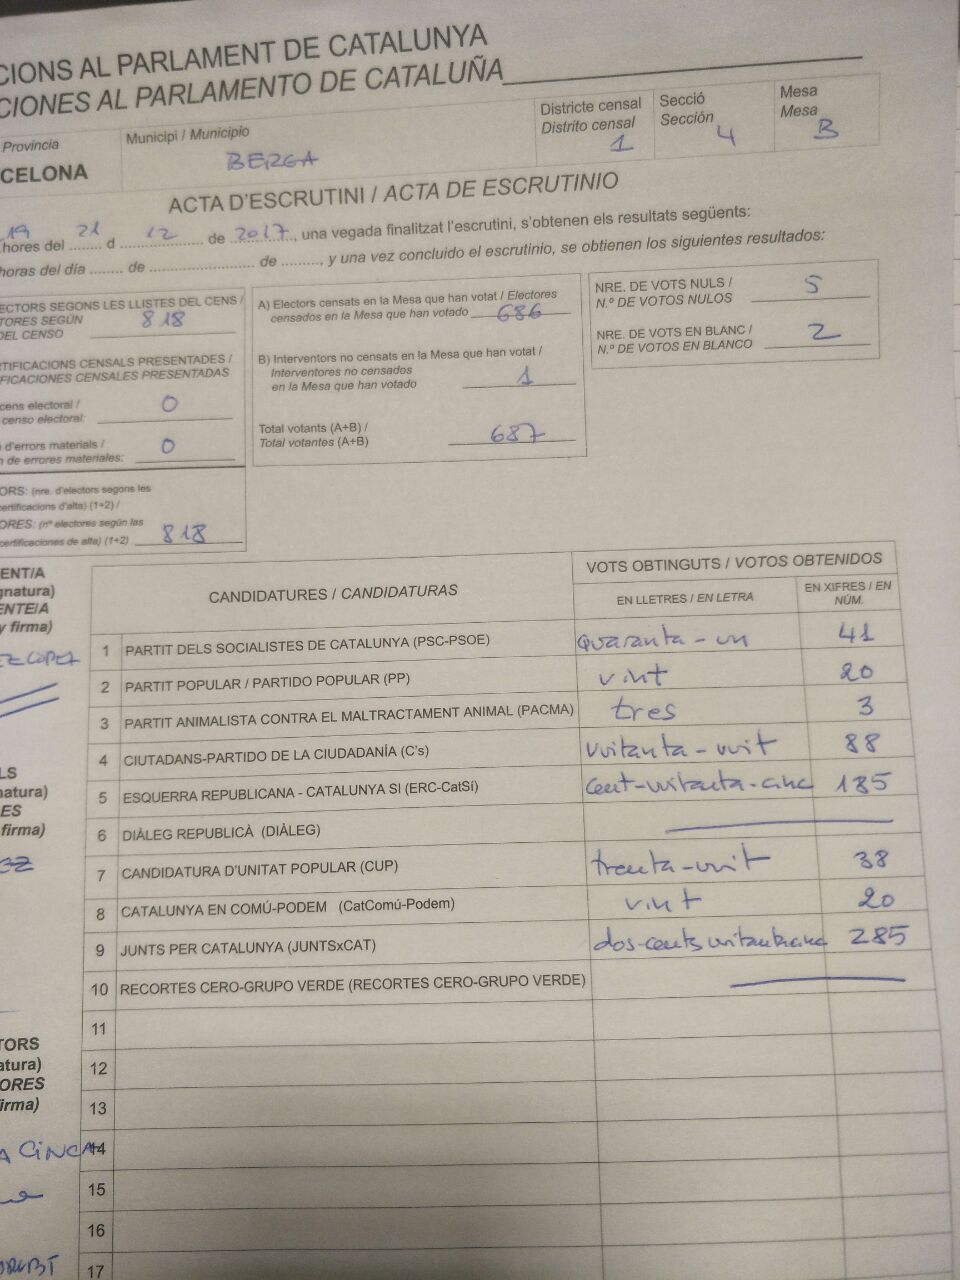 CIONS AL PARLAMENT DE CATALUNYA
CIONES AL PARLAMENTO DE CATALUÑA
Provincia
CELONA
Municipi / Municipio
BERGA
Districte censal
Distrito censal
1
Secció
Sección
4
Mesa
Mesa
B
ACTA D'ESCRUTINI / ACTA DE ESCRUTINIO
19 hores del 21 d 12 de 2017, una vegada finalitzat l'escrutini, s'obtenen els resultats següents:
horas del día ........ de ........................... de ........., y una vez concluido el escrutinio, se obtienen los siguientes resultados:
ECTORS SEGONS LES LLISTES DEL CENS /
TORES SEGÚN
DEL CENSO 818
RTIFICACIONS CENSALS PRESENTADES /
IFICACIONES CENSALES PRESENTADAS
cens electoral /
censo electoral: 0
d'errors materials /
n de errores materiales: 0
ORS: (nre. d'electors segons les
certificacions d'alta) (1+2) /
ORES: (nº electores según las
certificaciones de alta) (1+2) 818
A) Electors censats en la Mesa que han votat / Electores
censados en la Mesa que han votado 686
B) Interventors no censats en la Mesa que han votat /
Interventores no censados
en la Mesa que han votado 1
Total votants (A+B) /
Total votantes (A+B) 687
NRE. DE VOTS NULS /
N.º DE VOTOS NULOS 5
NRE. DE VOTS EN BLANC /
N.º DE VOTOS EN BLANCO 2
ENT/A
gnatura)
ENTE/A
y firma)
EZ LOPEZ
LS
natura)
ES
firma)
TORS
atura)
ORES
firma)
A CINCA
CANDIDATURES / CANDIDATURAS
VOTS OBTINGUTS / VOTOS OBTENIDOS
EN LLETRES / EN LETRA
EN XIFRES / EN
NÚM.
1 PARTIT DELS SOCIALISTES DE CATALUNYA (PSC-PSOE) Quaranta-un 41
2 PARTIT POPULAR / PARTIDO POPULAR (PP) vint 20
3 PARTIT ANIMALISTA CONTRA EL MALTRACTAMENT ANIMAL (PACMA) tres 3
4 CIUTADANS-PARTIDO DE LA CIUDADANÍA (C's) vuitanta-vuit 88
5 ESQUERRA REPUBLICANA - CATALUNYA SI (ERC-CatSí) Cent-vuitanta-cinc 185
6 DIÀLEG REPUBLICÀ (DIÀLEG)
7 CANDIDATURA D'UNITAT POPULAR (CUP) trenta-vuit 38
8 CATALUNYA EN COMÚ-PODEM (CatComú-Podem) vint 20
9 JUNTS PER CATALUNYA (JUNTSxCAT) dos-cents vuitanta cinc 285
10 RECORTES CERO-GRUPO VERDE (RECORTES CERO-GRUPO VERDE)
11
12
13
14
15
16
17